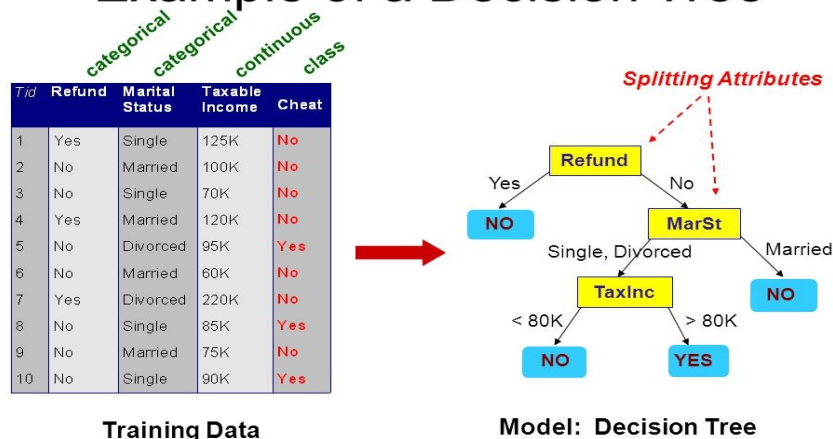 Example of a Decision Tree
categorical
categorical
continuous
class
Tid Refund Marital Status Taxable Income Cheat
1 Yes Single 125K No
2 No Married 100K No
3 No Single 70K No
4 Yes Married 120K No
5 No Divorced 95K Yes
6 No Married 60K No
7 Yes Divorced 220K No
8 No Single 85K Yes
9 No Married 75K No
10 No Single 90K Yes
Training Data
Splitting Attributes
Refund
Yes
No
NO
MarSt
Single, Divorced
Married
TaxInc
NO
< 80K
> 80K
NO
YES
Model: Decision Tree